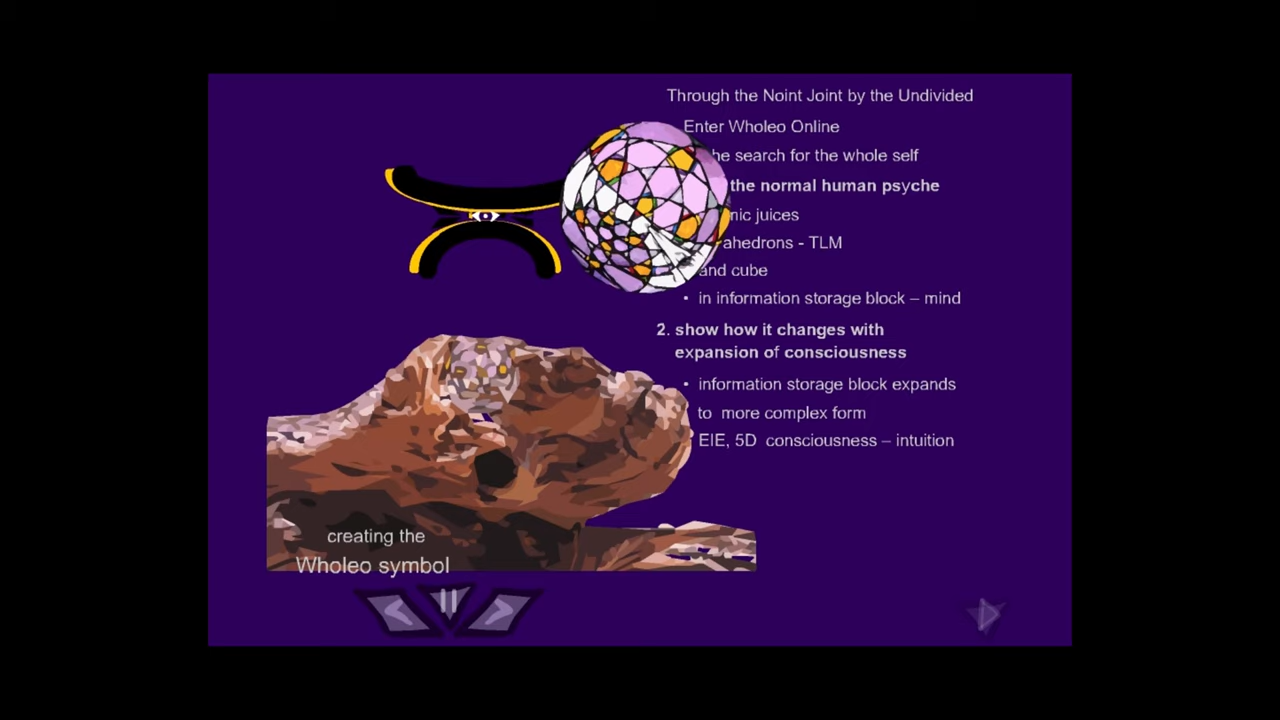 Through the Noint Joint by the Undivided
Enter Wholeo Online
he search for the whole self
the normal human psyche
nic juices
ahedrons - TLM
and cube
• in information storage block – mind
2. show how it changes with
expansion of consciousness
• information storage block expands
to more complex form
EIE, 5D consciousness – intuition
creating the
Wholeo symbol